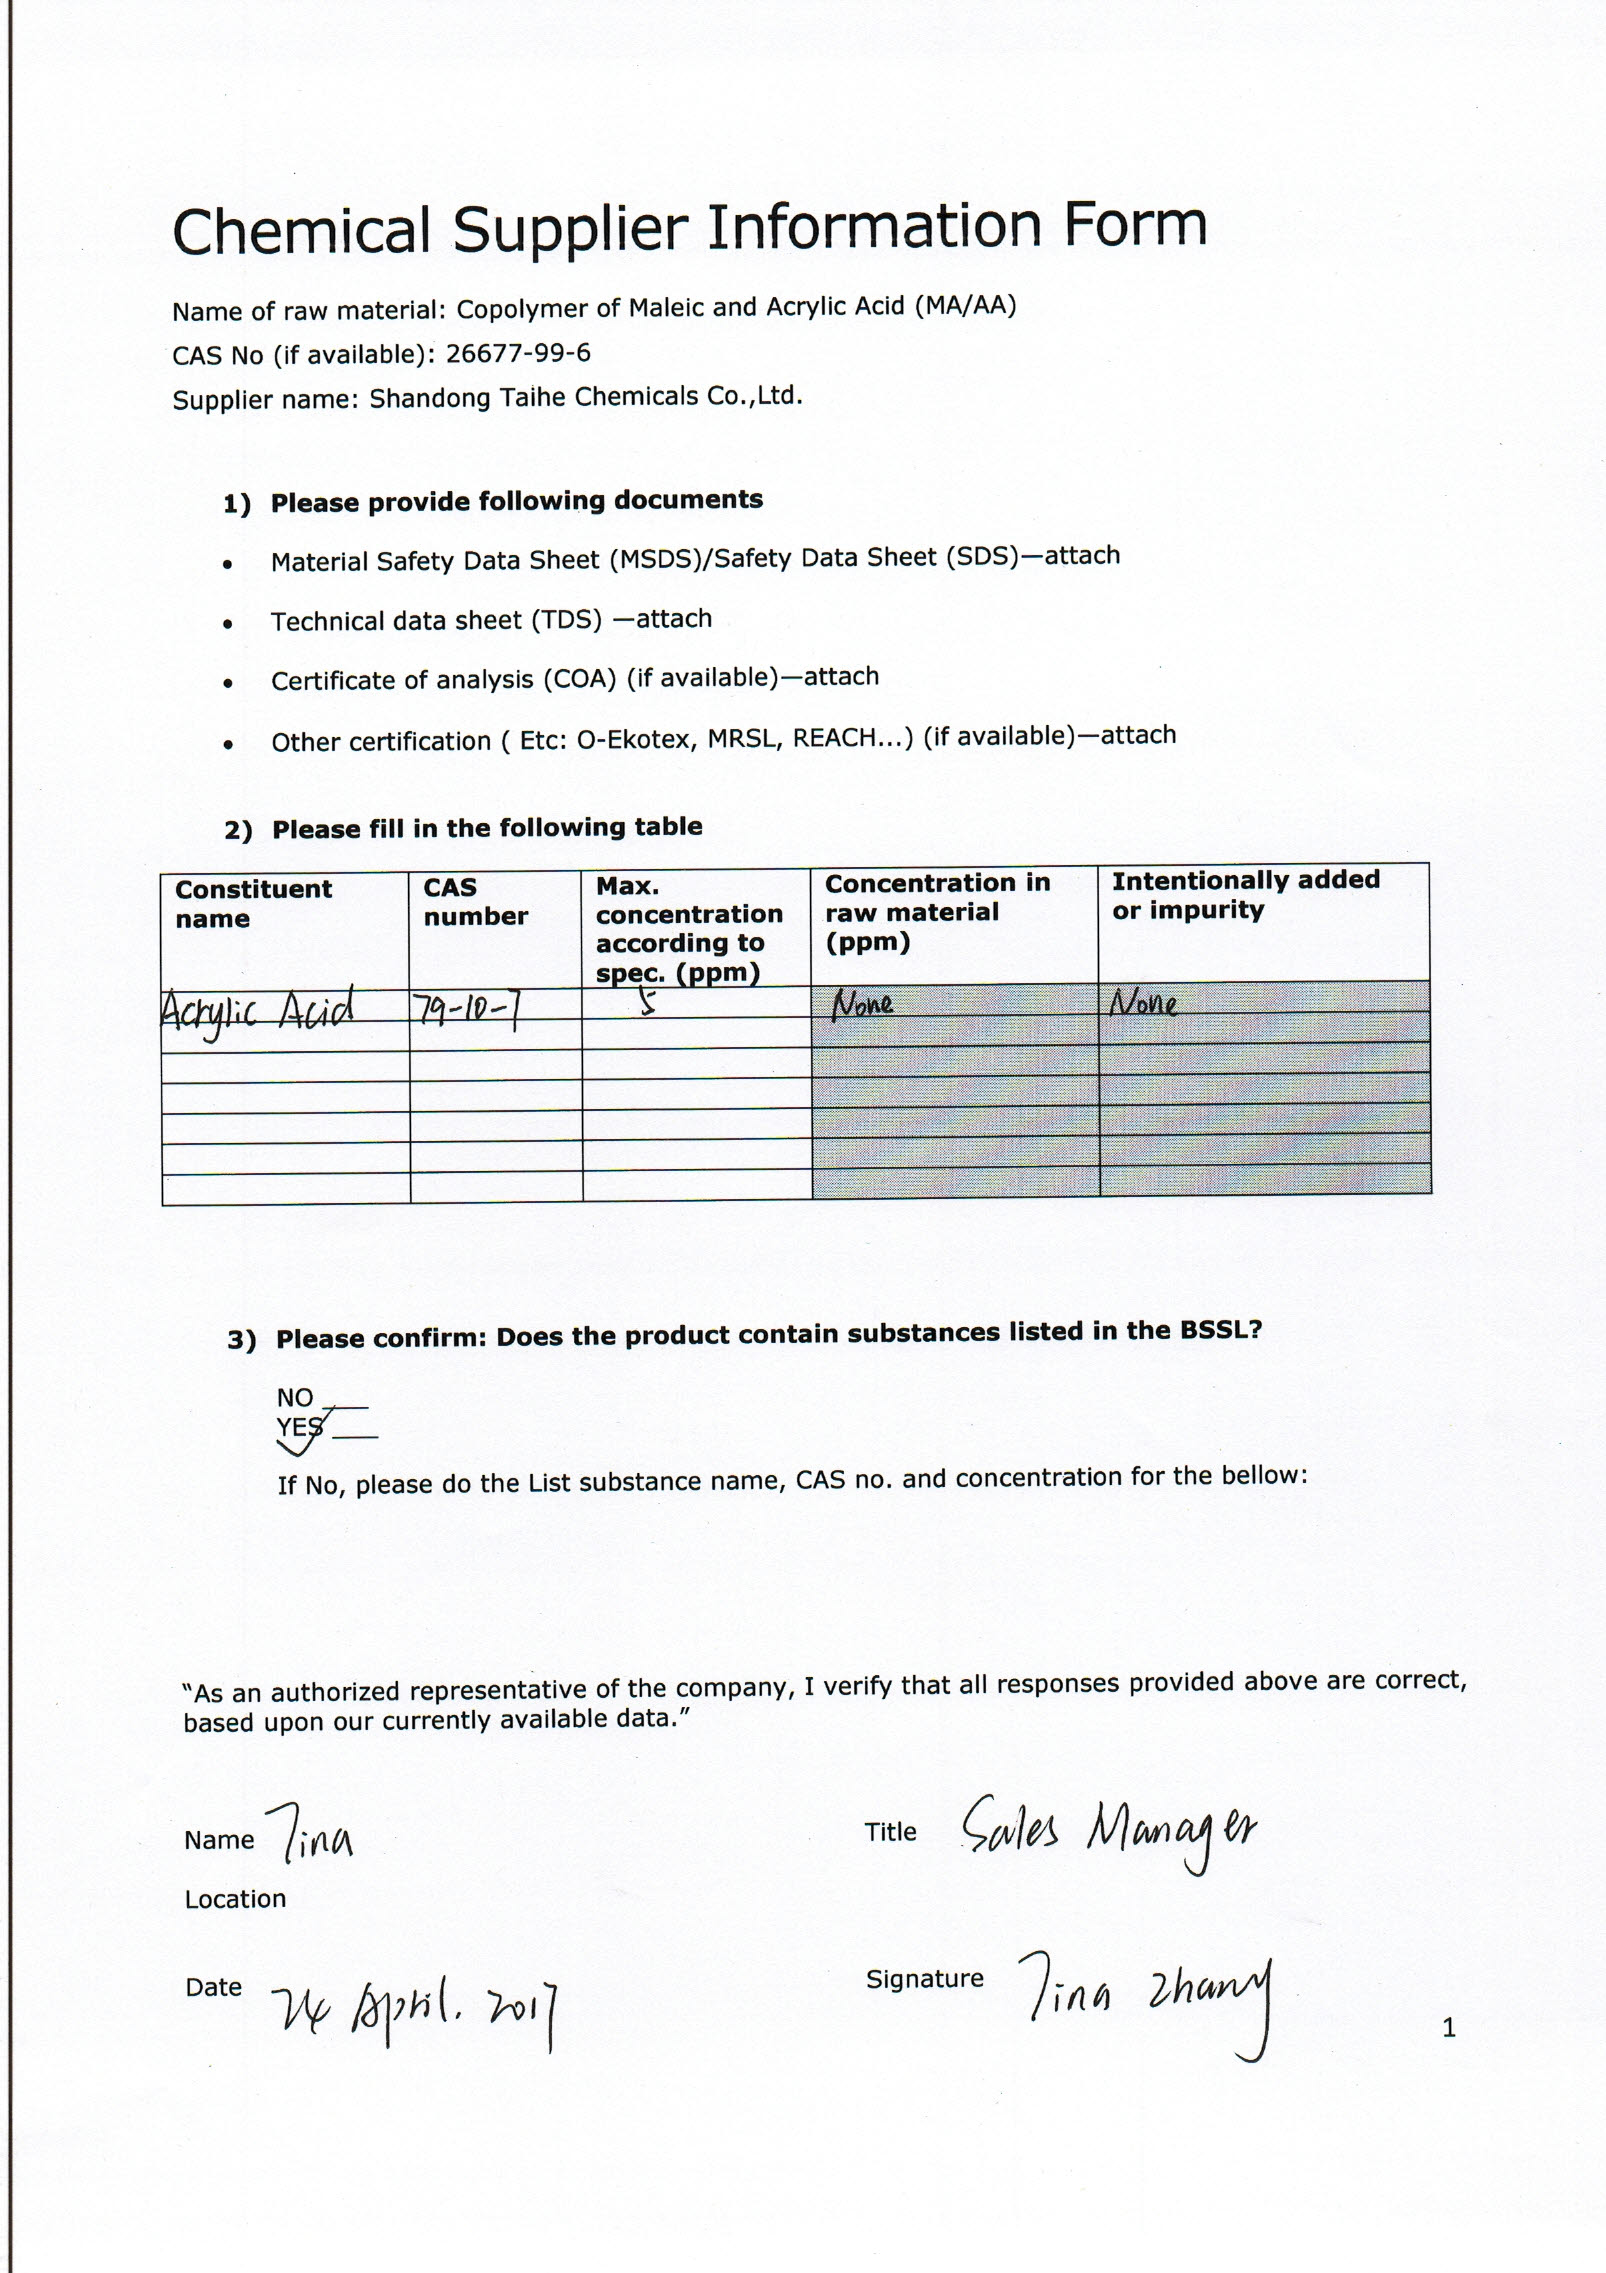 Chemical Supplier Information Form
Name of raw material: Copolymer of Maleic and Acrylic Acid (MA/AA)
CAS No (if available): 26677-99-6
Supplier name: Shandong Taihe Chemicals Co.,Ltd.
1) Please provide following documents
• Material Safety Data Sheet (MSDS)/Safety Data Sheet (SDS)—attach
• Technical data sheet (TDS) —attach
• Certificate of analysis (COA) (if available)—attach
• Other certification ( Etc: O-Ekotex, MRSL, REACH...) (if available)—attach
2) Please fill in the following table
Constituent name CAS number Max. concentration according to spec. (ppm) Concentration in raw material (ppm) Intentionally added or impurity
Acrylic Acid 79-10-7 5 None None
3) Please confirm: Does the product contain substances listed in the BSSL?
NO ___
YES ✓ ___
If No, please do the List substance name, CAS no. and concentration for the bellow:
“As an authorized representative of the company, I verify that all responses provided above are correct,
based upon our currently available data.”
Name Tina Title Sales Manager
Location
Date 24 April. 2017 Signature Tina Zhang
1